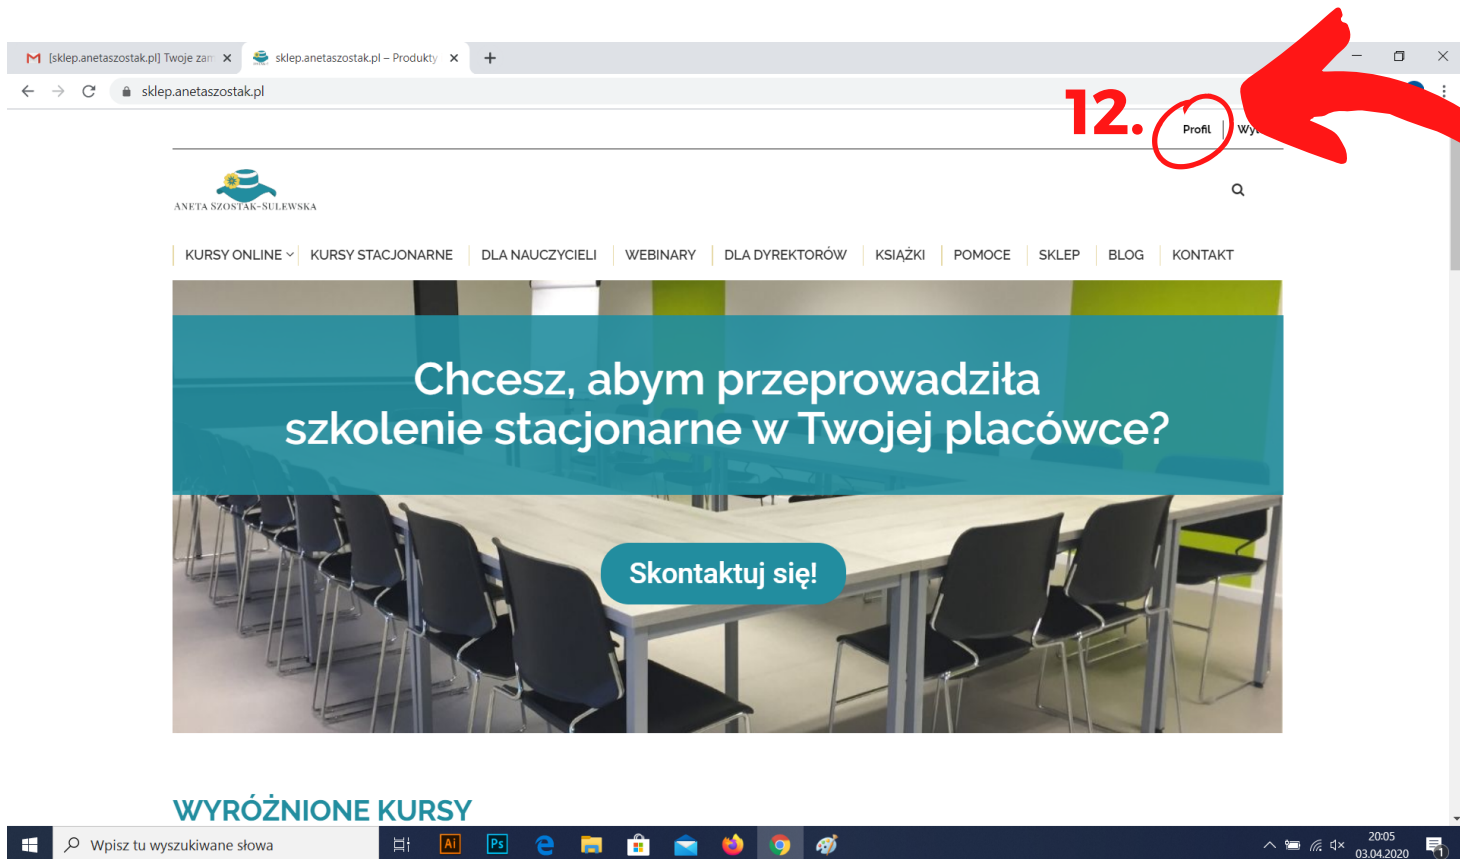 [sklep.anetaszostak.pl] Twoje zam
sklep.anetaszostak.pl – Produkty
sklep.anetaszostak.pl
12.
Profil
ANETA SZOSTAK-SULEWSKA
KURSY ONLINE KURSY STACJONARNE DLA NAUCZYCIELI WEBINARY DLA DYREKTORÓW KSIĄŻKI POMOCE SKLEP BLOG KONTAKT
Chcesz, abym przeprowadziła
szkolenie stacjonarne w Twojej placówce?
Skontaktuj się!
WYRÓŻNIONE KURSY
Wpisz tu wyszukiwane słowa
Ai
Ps
20:05
03.04.2020
1